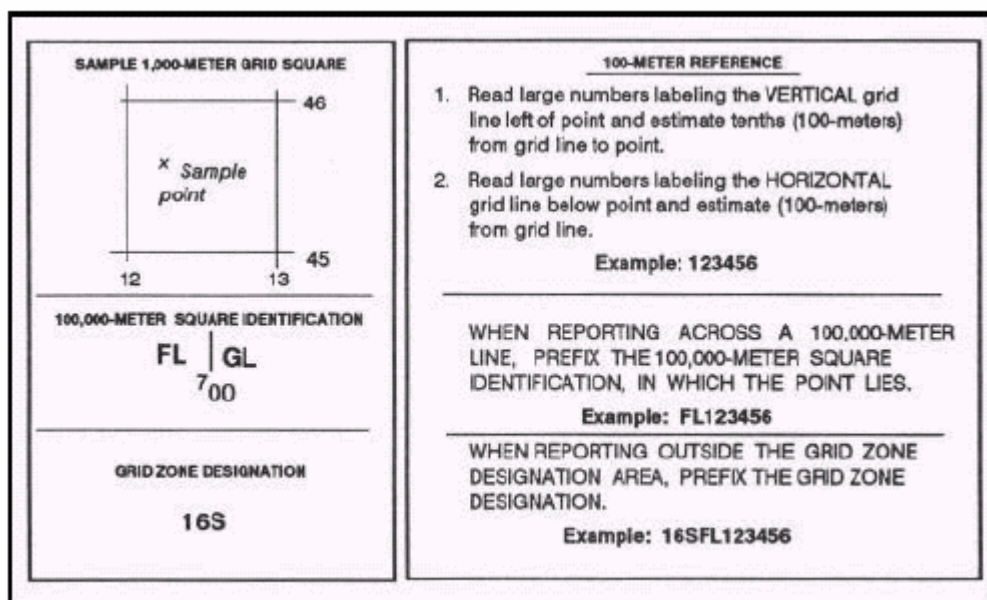 SAMPLE 1,000-METER GRID SQUARE
46
x Sample
point
45
12 13
100,000-METER SQUARE IDENTIFICATION
FL | GL
700
GRID ZONE DESIGNATION
16S
100-METER REFERENCE
1. Read large numbers labeling the VERTICAL grid
line left of point and estimate tenths (100-meters)
from grid line to point.
2. Read large numbers labeling the HORIZONTAL
grid line below point and estimate (100-meters)
from grid line.
Example: 123456
WHEN REPORTING ACROSS A 100,000-METER
LINE, PREFIX THE 100,000-METER SQUARE
IDENTIFICATION, IN WHICH THE POINT LIES.
Example: FL123456
WHEN REPORTING OUTSIDE THE GRID ZONE
DESIGNATION AREA, PREFIX THE GRID ZONE
DESIGNATION.
Example: 16SFL123456